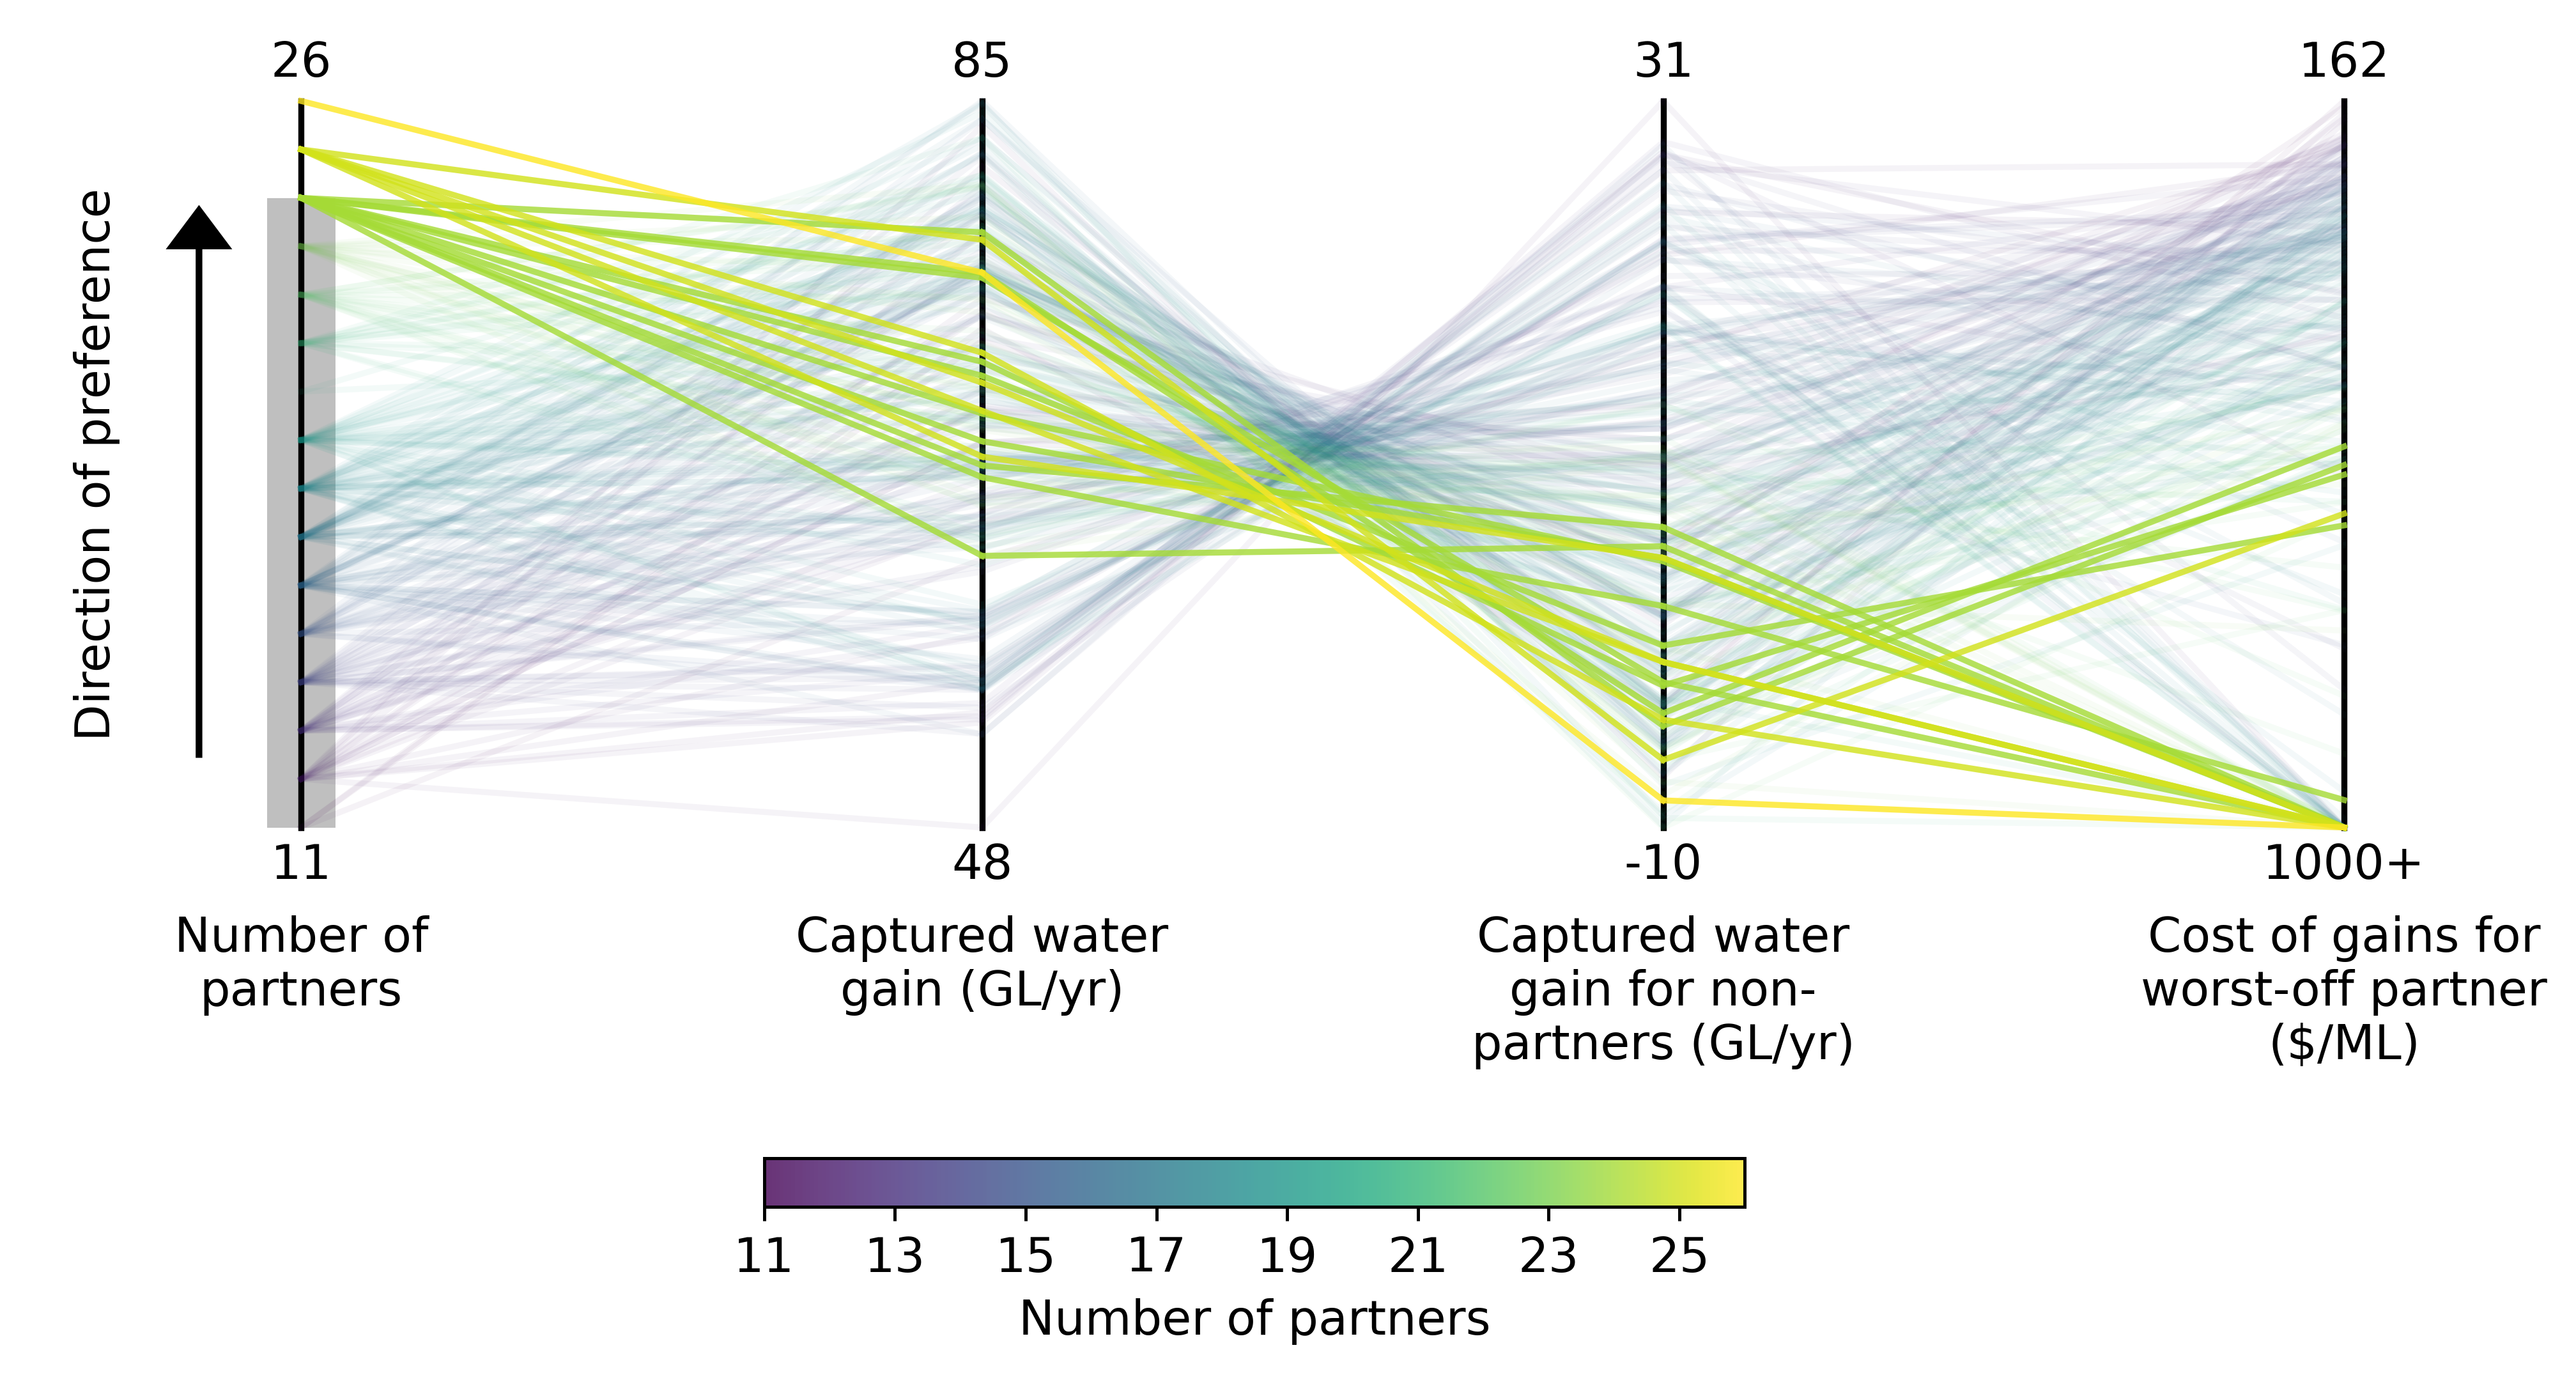 26
85
31
162
Direction of preference
11
48
-10
1000+
Number of
partners
Captured water
gain (GL/yr)
Captured water
gain for non-
partners (GL/yr)
Cost of gains for
worst-off partner
($/ML)
11 13 15 17 19 21 23 25
Number of partners